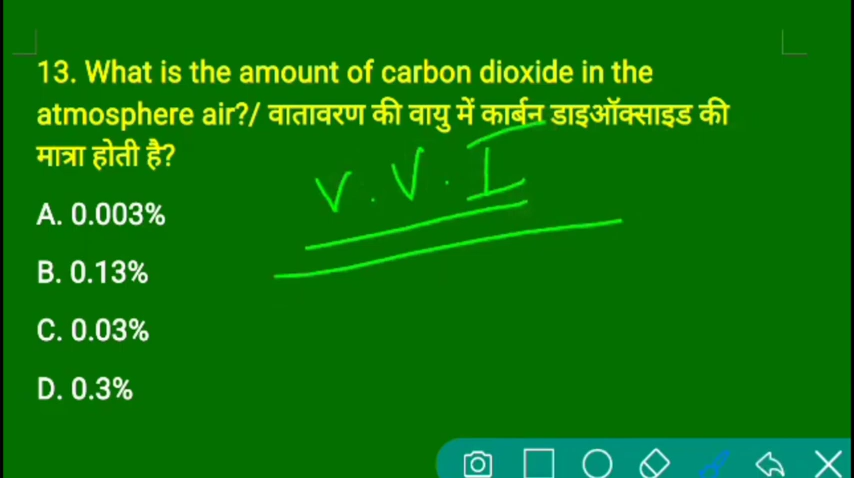 13. What is the amount of carbon dioxide in the
atmosphere air?/ वातावरण की वायु में कार्बन डाइऑक्साइड की
मात्रा होती है?
V.V.I
A. 0.003%
B. 0.13%
C. 0.03%
D. 0.3%